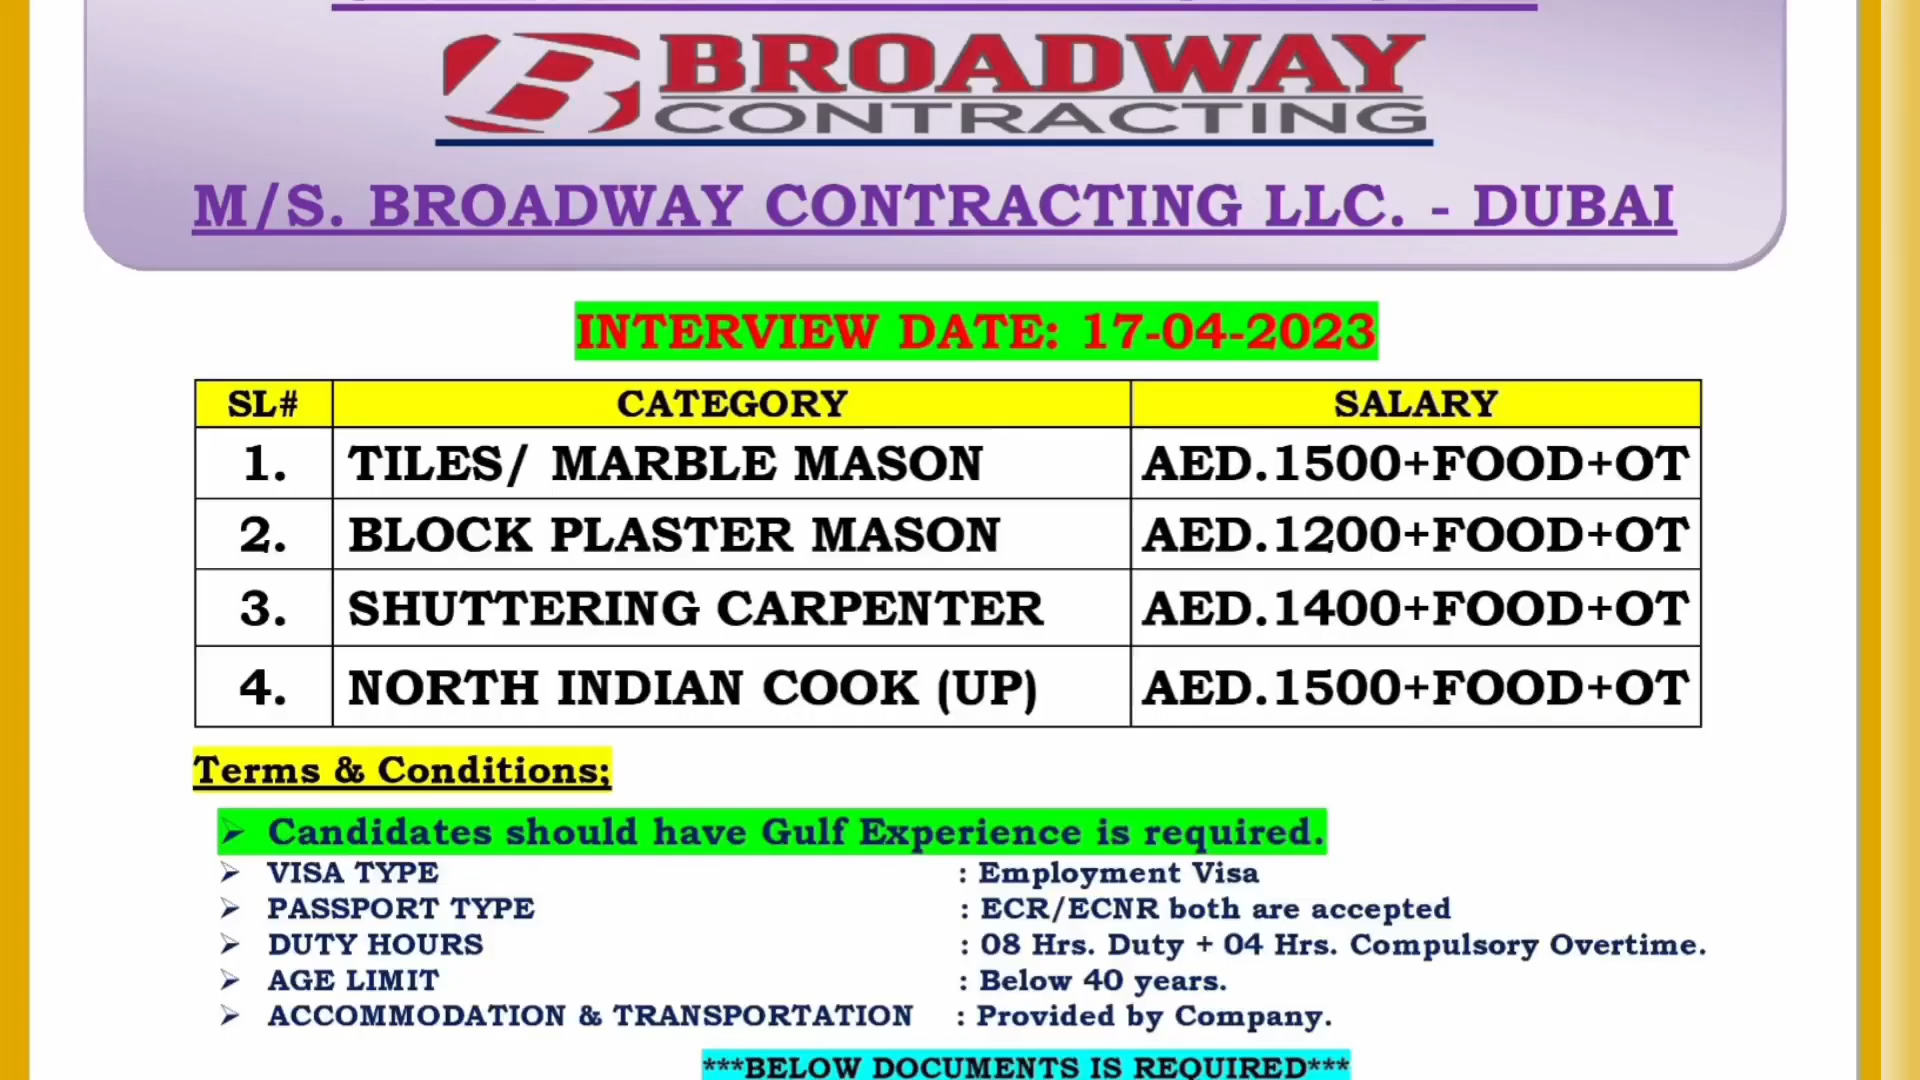 BROADWAY
CONTRACTING
M/S. BROADWAY CONTRACTING LLC. - DUBAI
INTERVIEW DATE: 17-04-2023
SL# CATEGORY SALARY
1. TILES/ MARBLE MASON AED.1500+FOOD+OT
2. BLOCK PLASTER MASON AED.1200+FOOD+OT
3. SHUTTERING CARPENTER AED.1400+FOOD+OT
4. NORTH INDIAN COOK (UP) AED.1500+FOOD+OT
Terms & Conditions;
➢ Candidates should have Gulf Experience is required.
➢ VISA TYPE : Employment Visa
➢ PASSPORT TYPE : ECR/ECNR both are accepted
➢ DUTY HOURS : 08 Hrs. Duty + 04 Hrs. Compulsory Overtime.
➢ AGE LIMIT : Below 40 years.
➢ ACCOMMODATION & TRANSPORTATION : Provided by Company.
***BELOW DOCUMENTS IS REQUIRED***